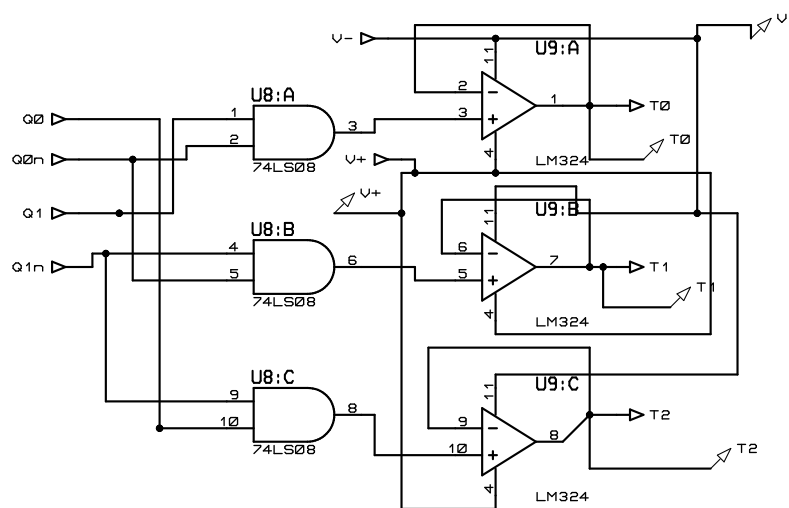 V-
V
11
U9:A
U8:A
2
1
T0
Q0
1
3
3
2
T0
4
LM324
Q0n
V+
74LS08
V+
11
U9:B
Q1
U8:B
6
4
6
7
T1
Q1n
5
5
T1
74LS08
4
LM324
U8:C
11
U9:C
9
8
9
T2
10
8
10
T2
74LS08
4
LM324